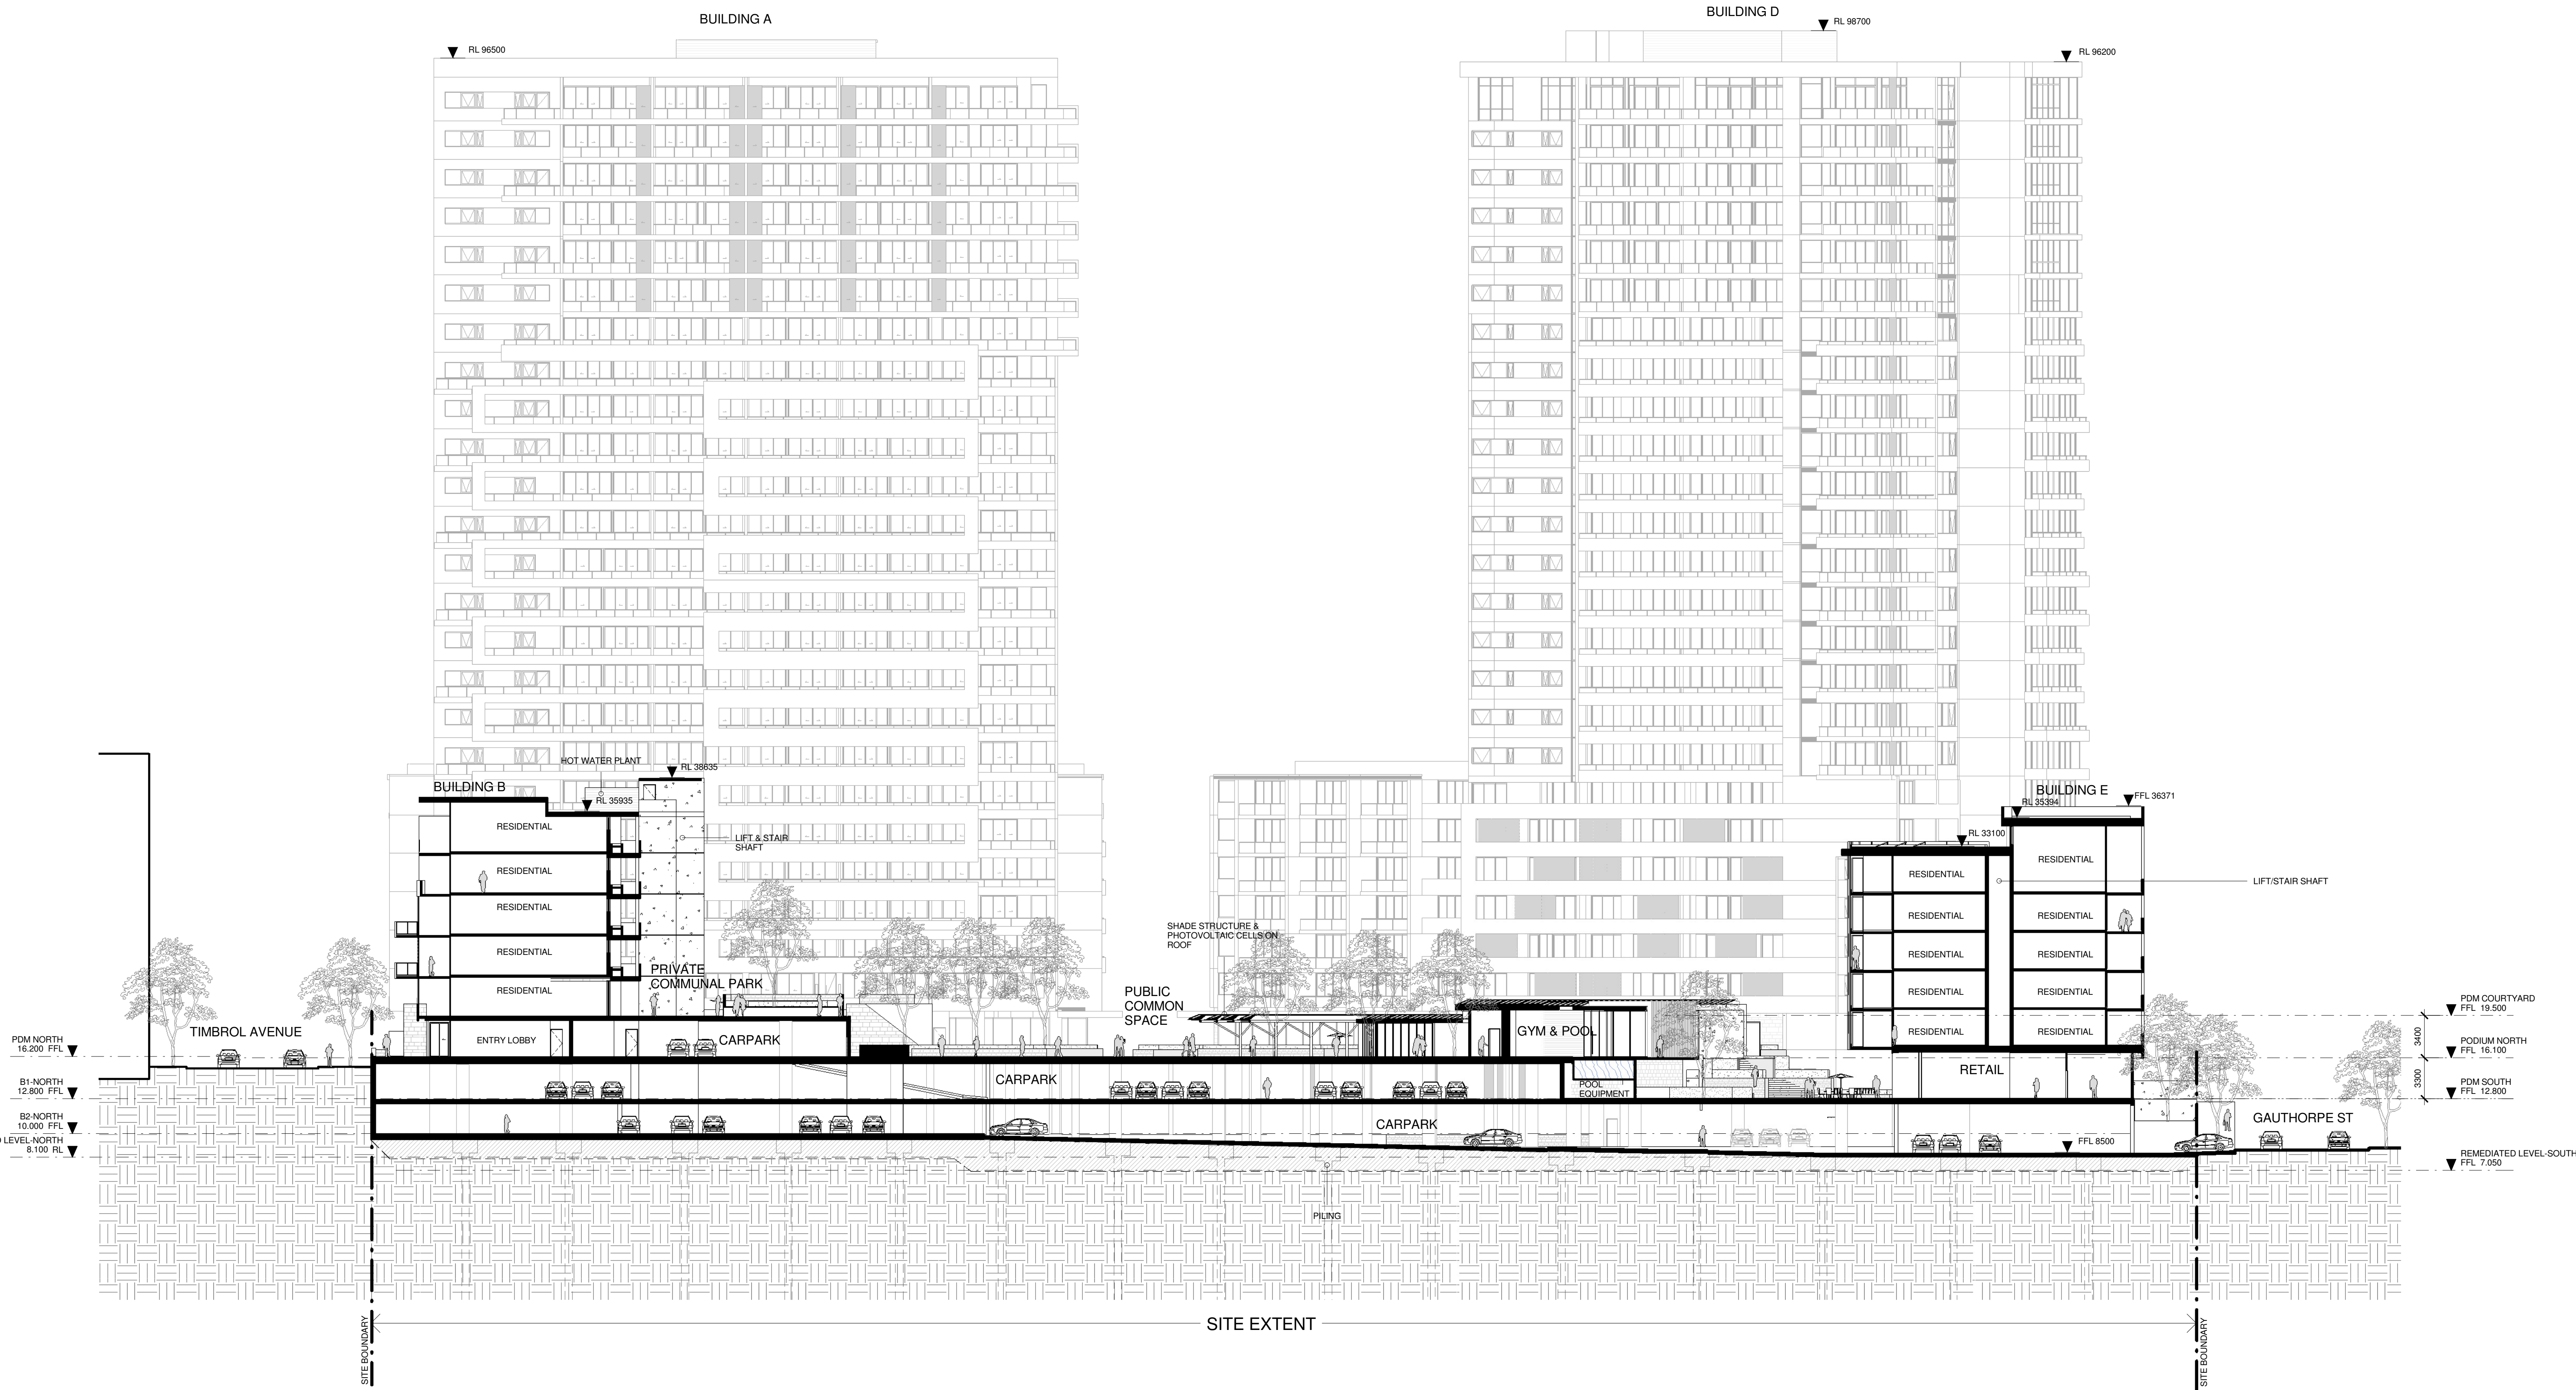 BUILDING A
BUILDING D
RL 98700
RL 96500
RL 96200
HOT WATER PLANT
RL 38635
BUILDING B
RL 35935
BUILDING E
FFL 36371
RL 35394
RL 33100
RESIDENTIAL
LIFT & STAIR
SHAFT
RESIDENTIAL
RESIDENTIAL
RESIDENTIAL
RESIDENTIAL
RESIDENTIAL
RESIDENTIAL
LIFT/STAIR SHAFT
RESIDENTIAL
RESIDENTIAL
RESIDENTIAL
RESIDENTIAL
RESIDENTIAL
RESIDENTIAL
RESIDENTIAL
RESIDENTIAL
SHADE STRUCTURE &
PHOTOVOLTAIC CELLS ON
ROOF
PRIVATE
COMMUNAL PARK
PUBLIC
COMMON
SPACE
PDM COURTYARD
FFL 19.500
TIMBROL AVENUE
ENTRY LOBBY
CARPARK
GYM & POOL
3400
PDM NORTH
16.200 FFL
PODIUM NORTH
FFL 16.100
CARPARK
RETAIL
POOL
EQUIPMENT
3300
B1-NORTH
12.800 FFL
PDM SOUTH
FFL 12.800
B2-NORTH
10.000 FFL
CARPARK
GAUTHORPE ST
LEVEL-NORTH
8.100 RL
FFL 8500
REMEDIATED LEVEL-SOUTH
FFL 7.050
PILING
SITE EXTENT
SITE BOUNDARY
SITE BOUNDARY